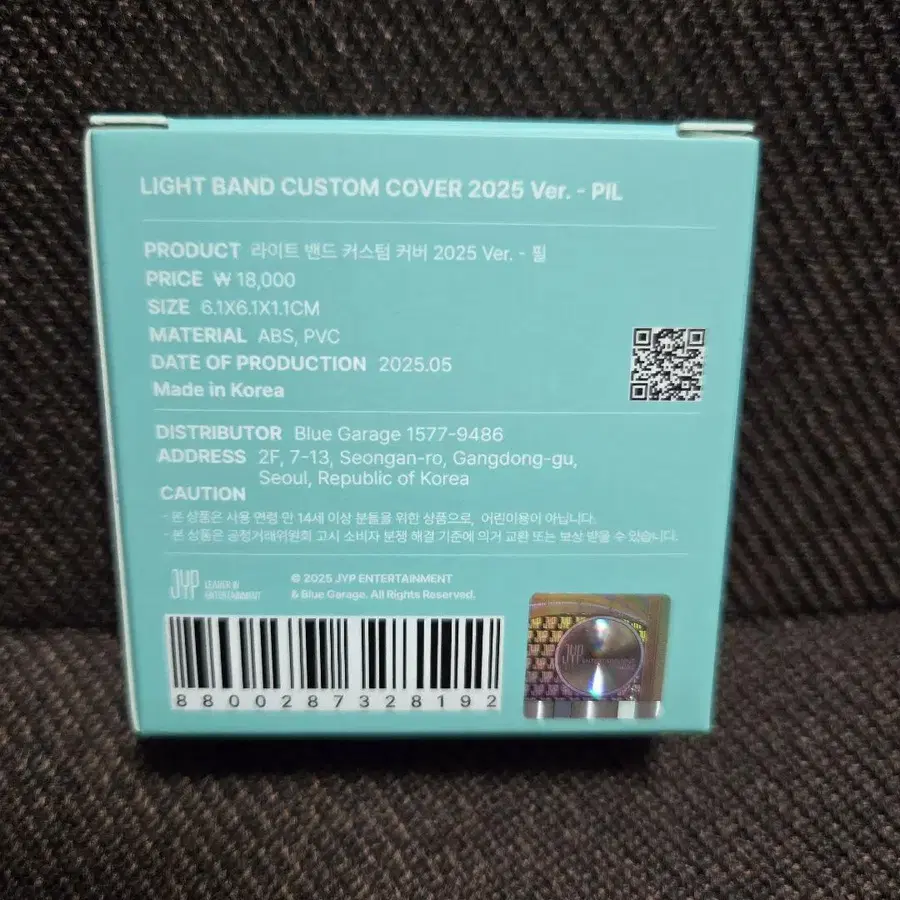 LIGHT BAND CUSTOM COVER 2025 Ver. - PIL
PRODUCT 라이트 밴드 커스텀 커버 2025 Ver. - 필
PRICE ₩ 18,000
SIZE 6.1X6.1X1.1CM
MATERIAL ABS, PVC
DATE OF PRODUCTION 2025.05
Made in Korea
DISTRIBUTOR Blue Garage 1577-9486
ADDRESS 2F, 7-13, Seongan-ro, Gangdong-gu,
Seoul, Republic of Korea
CAUTION
- 본 상품은 사용 연령 만 14세 이상 분들을 위한 상품으로, 어린이용이 아닙니다.
- 본 상품은 공정거래위원회 고시 소비자 분쟁 해결 기준에 의거 교환 또는 보상 받을 수 있습니다.
JYP LEADER IN
ENTERTAINMENT
© 2025 JYP ENTERTAINMENT
& Blue Garage. All Rights Reserved.
8800287328192
JYP ENTERTAINMENT